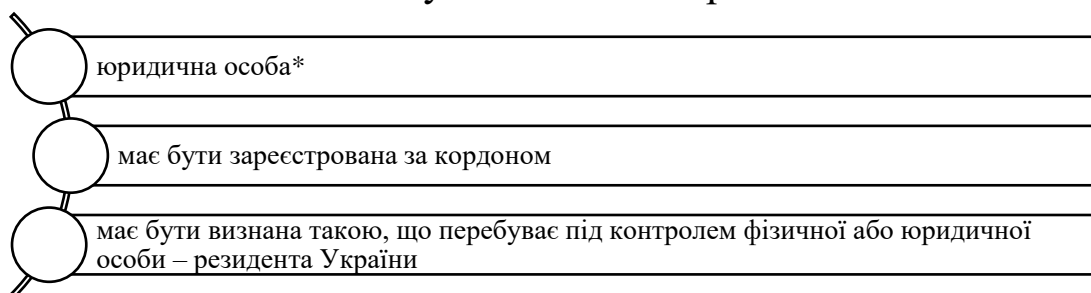 юридична особа*
має бути зареєстрована за кордоном
має бути визнана такою, що перебуває під контролем фізичної або юридичної
особи – резидента України